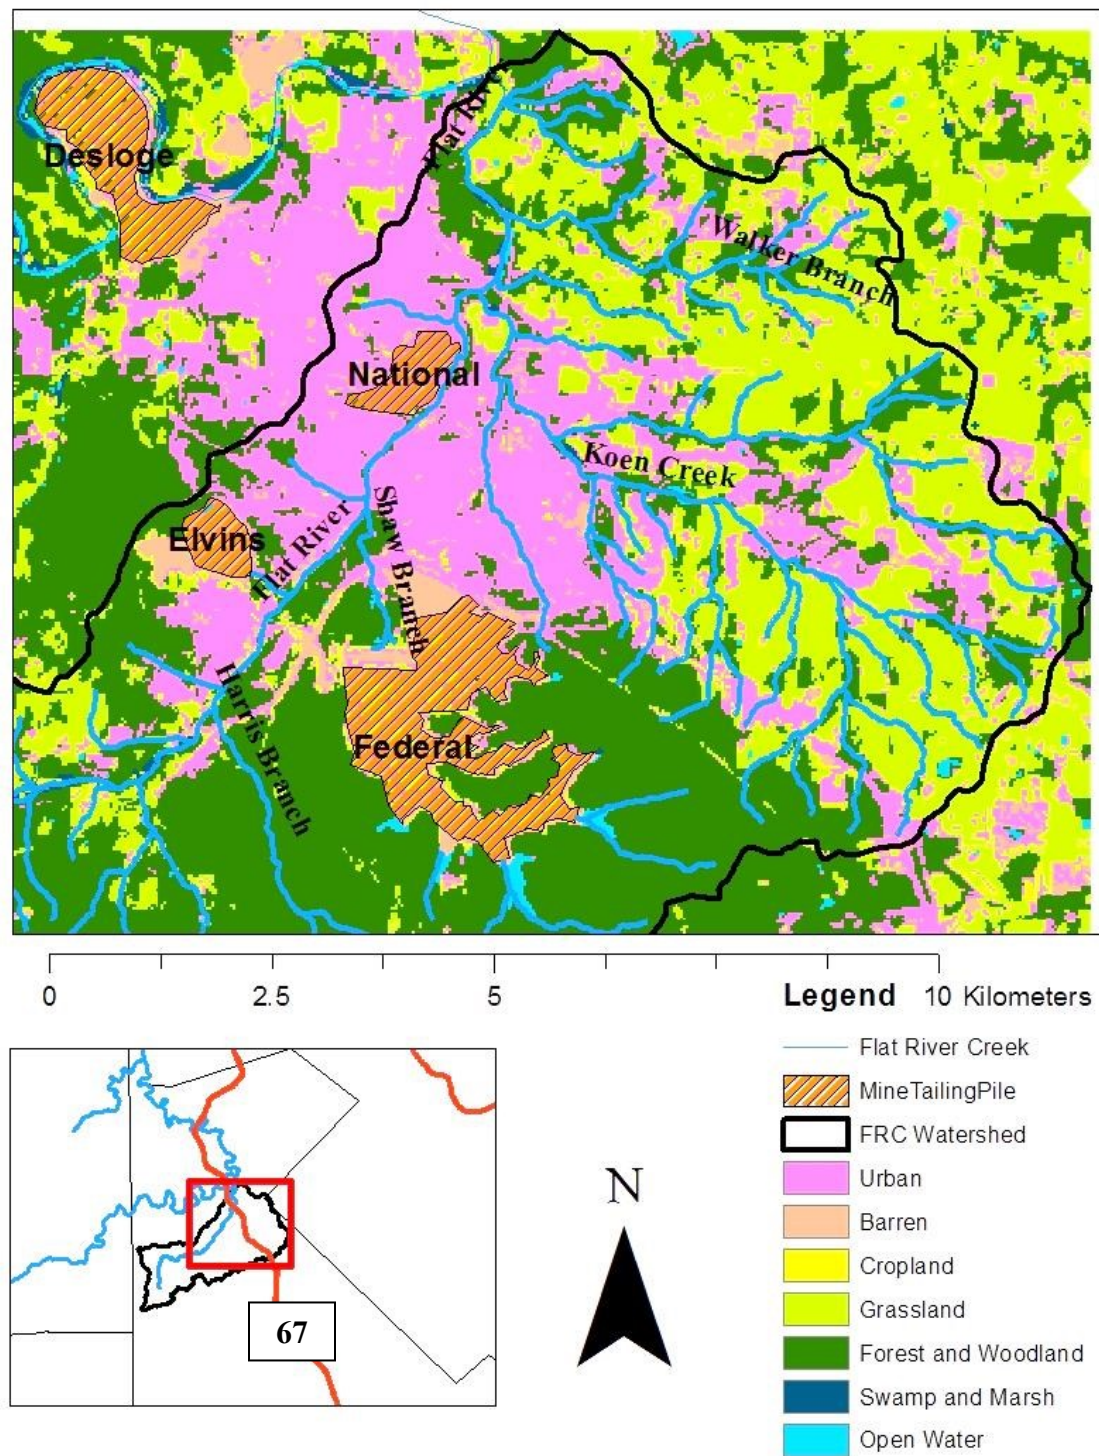 Flat River
Desloge
Walker Branch
National
Koen Creek
Elvins
Flat River
Shaw Branch
Harris Branch
Federal
0 2.5 5 10 Kilometers
Legend
Flat River Creek
MineTailingPile
FRC Watershed
Urban
Barren
Cropland
Grassland
Forest and Woodland
Swamp and Marsh
Open Water
N
67